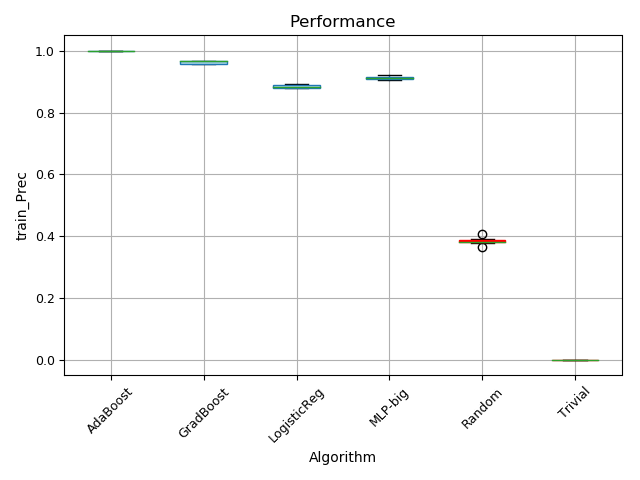 Performance
train_Prec
1.0
0.8
0.6
0.4
0.2
0.0
AdaBoost
GradBoost
LogisticReg
MLP-big
Random
Trivial
Algorithm